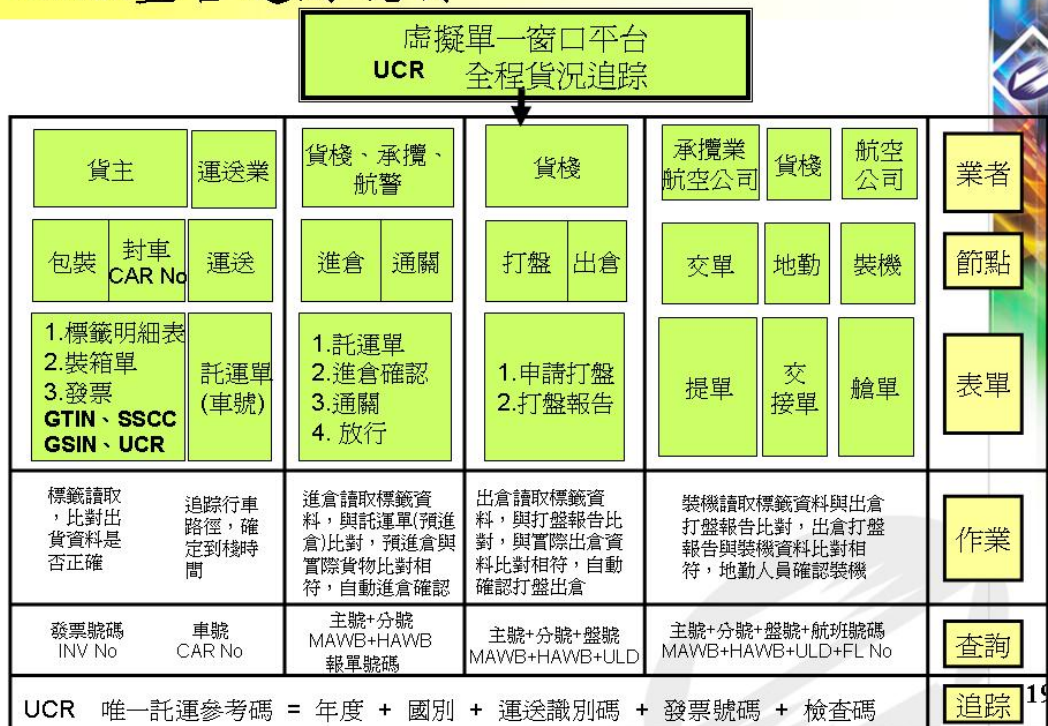 虛擬單一窗口平台
UCR 全程貨況追踪
貨主
運送業
貨棧、承攬、
航警
貨棧
承攬業
航空公司
貨棧
航空
公司
業者
包裝
封車
CAR No
運送
進倉
通關
打盤
出倉
交單
地勤
裝機
節點
1.標籤明細表
2.裝箱單
3.發票
GTIN、SSCC
GSIN、UCR
託運單
(車號)
1.託運單
2.進倉確認
3.通關
4. 放行
1.申請打盤
2.打盤報告
提單
交
接單
艙單
表單
標籤讀取
，比對出
貨資料是
否正確
追踪行車
路徑，確
定到棧時
間
進倉讀取標籤資
料，與託運單(預進
倉)比對，預進倉與
實際貨物比對相
符，自動進倉確認
出倉讀取標籤資
料，與打盤報告比
對，與實際出倉資
料比對相符，自動
確認打盤出倉
裝機讀取標籤資料與出倉
打盤報告比對，出倉打盤
報告與裝機資料比對相
符，地勤人員確認裝機
作業
發票號碼
INV No
車號
CAR No
主號+分號
MAWB+HAWB
報單號碼
主號+分號+盤號
MAWB+HAWB+ULD
主號+分號+盤號+航班號碼
MAWB+HAWB+ULD+FL No
查詢
UCR 唯一託運參考碼 = 年度 + 國別 + 運送識別碼 + 發票號碼 + 檢查碼
追踪